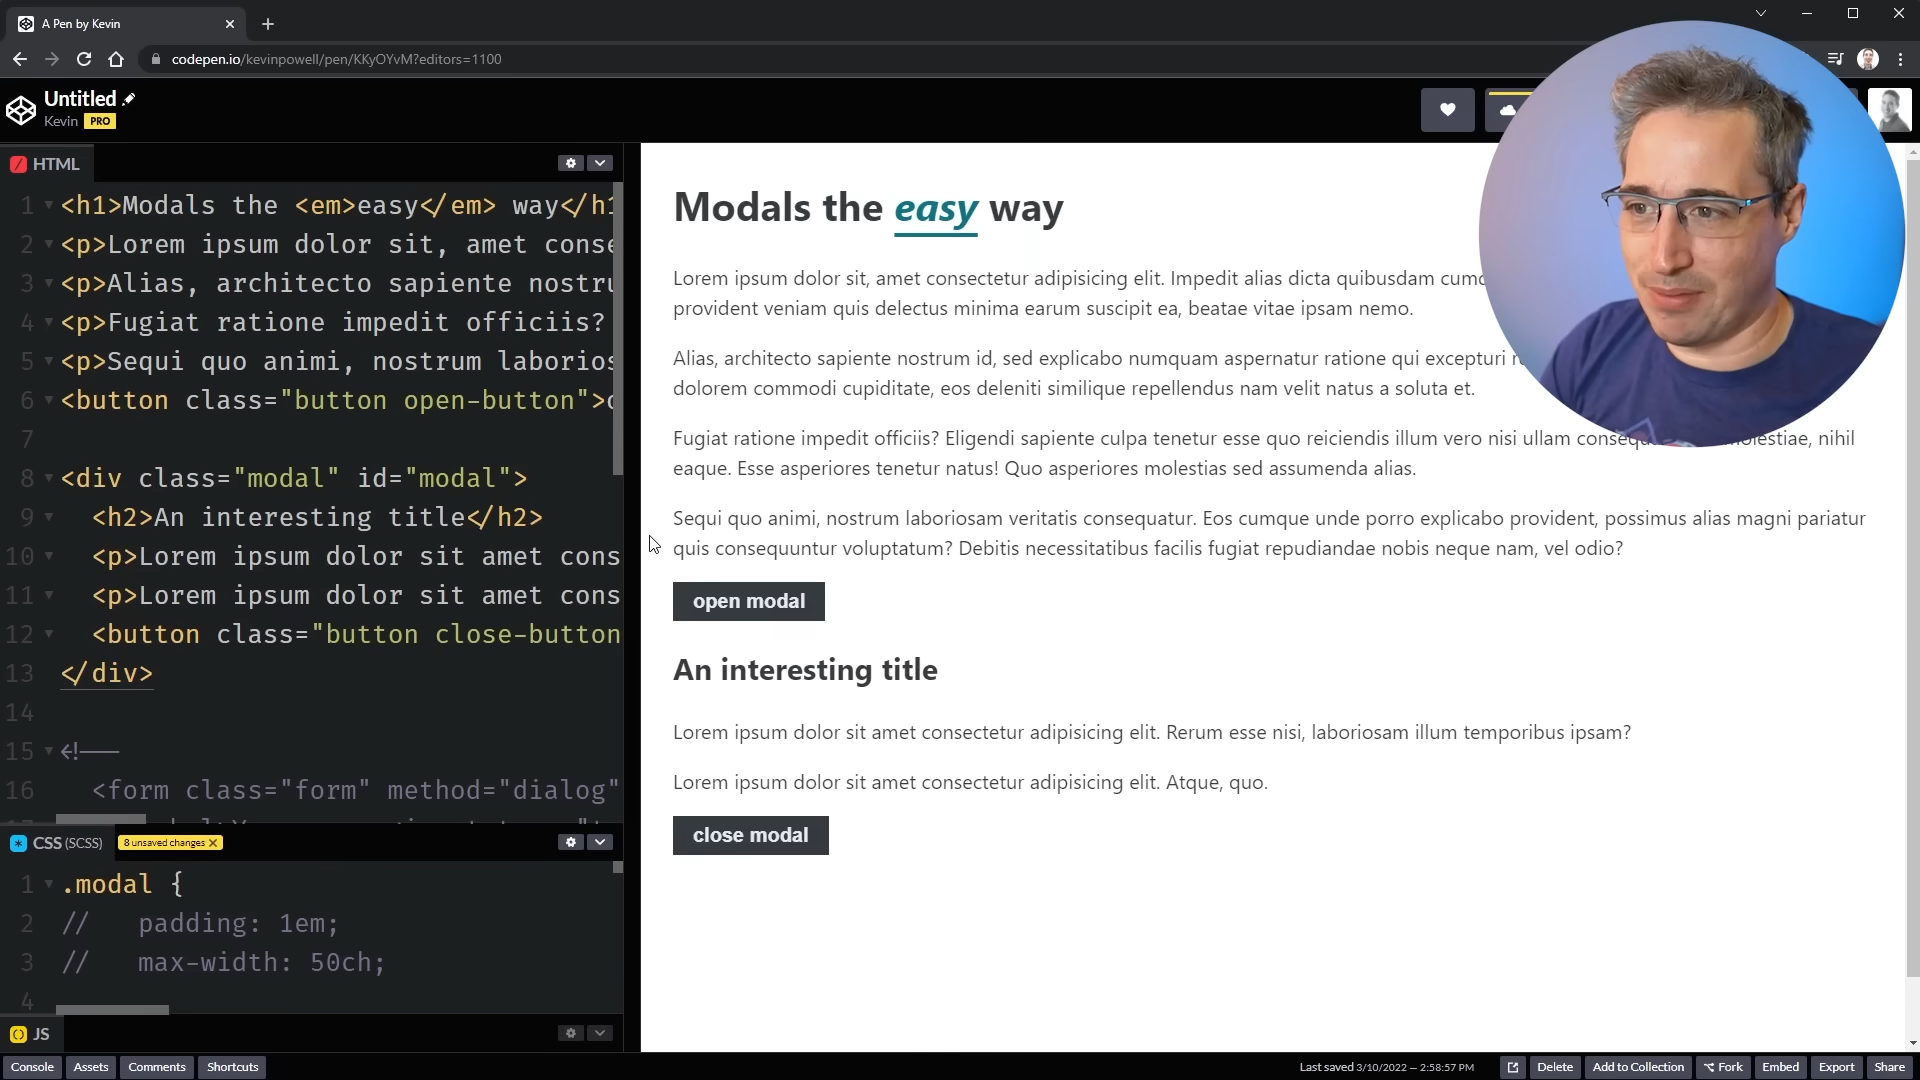 A Pen by Kevin
codepen.io/kevinpowell/pen/KKyOYvM?editors=1100
Untitled
Kevin PRO
HTML
1 <h1>Modals the <em>easy</em> way</h1
2 <p>Lorem ipsum dolor sit, amet conse
3 <p>Alias, architecto sapiente nostru
4 <p>Fugiat ratione impedit officiis?
5 <p>Sequi quo animi, nostrum laborios
6 <button class="button open-button">o
7
8 <div class="modal" id="modal">
9 <h2>An interesting title</h2>
10 <p>Lorem ipsum dolor sit amet cons
11 <p>Lorem ipsum dolor sit amet cons
12 <button class="button close-button
13 </div>
14
15 <!--
16 <form class="form" method="dialog"
CSS (SCSS) 8 unsaved changes X
1 .modal {
2 // padding: 1em;
3 // max-width: 50ch;
4
JS
Modals the easy way
Lorem ipsum dolor sit, amet consectetur adipisicing elit. Impedit alias dicta quibusdam
provident veniam quis delectus minima earum suscipit ea, beatae vitae ipsam nemo.
Alias, architecto sapiente nostrum id, sed explicabo numquam aspernatur ratione qui excepturi
dolorem commodi cupiditate, eos deleniti similique repellendus nam velit natus a soluta et.
Fugiat ratione impedit officiis? Eligendi sapiente culpa tenetur esse quo reiciendis illum vero nisi ullam nihil
eaque. Esse asperiores tenetur natus! Quo asperiores molestias sed assumenda alias.
Sequi quo animi, nostrum laboriosam veritatis consequatur. Eos cumque unde porro explicabo provident, possimus alias magni pariatur
quis consequuntur voluptatum? Debitis necessitatibus facilis fugiat repudiandae nobis neque nam, vel odio?
open modal
An interesting title
Lorem ipsum dolor sit amet consectetur adipisicing elit. Rerum esse nisi, laboriosam illum temporibus ipsam?
Lorem ipsum dolor sit amet consectetur adipisicing elit. Atque, quo.
close modal
Console Assets Comments Shortcuts
Last saved 3/10/2022 — 2:58:57 PM
Delete Add to Collection Fork Embed Export Share